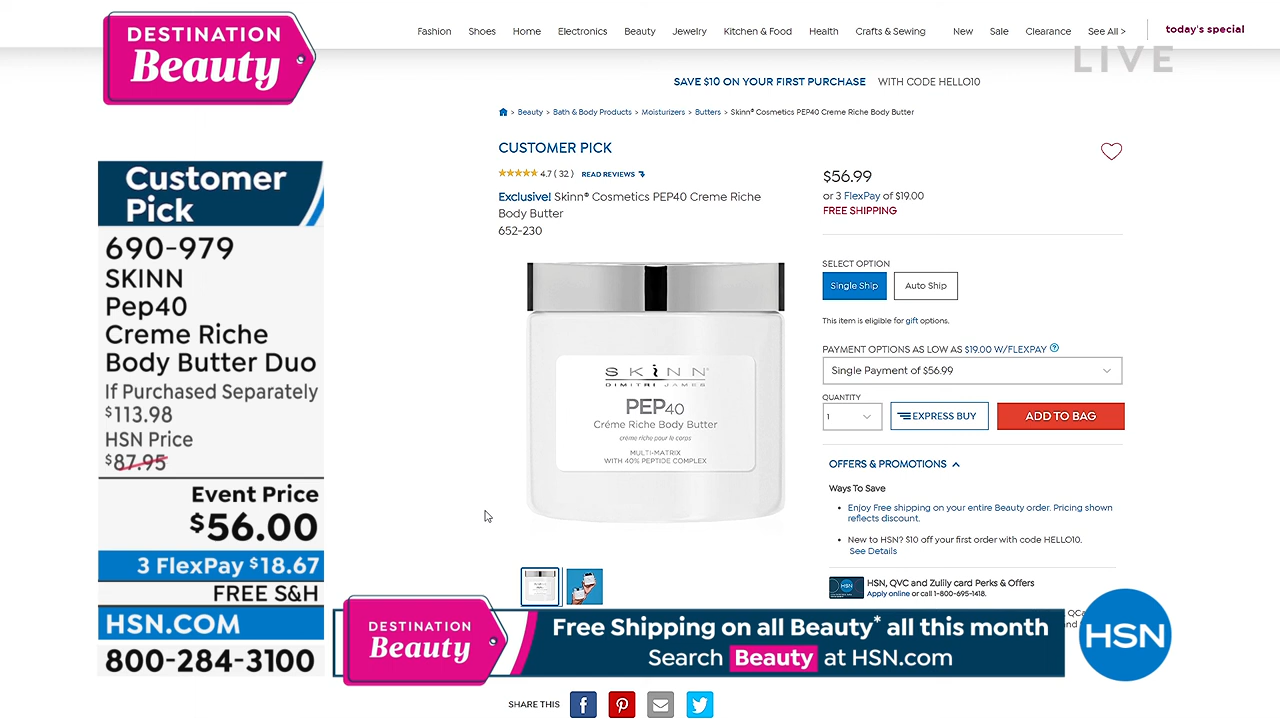 DESTINATION
Beauty
Fashion Shoes Home Electronics Beauty Jewelry Kitchen & Food Health Crafts & Sewing New Sale Clearance See All > today's special
LIVE
SAVE $10 ON YOUR FIRST PURCHASE WITH CODE HELLO10
> Beauty > Bath & Body Products > Moisturizers > Butters > Skinn® Cosmetics PEP40 Creme Riche Body Butter
CUSTOMER PICK
4.7 ( 32 ) READ REVIEWS
Exclusive! Skinn® Cosmetics PEP40 Creme Riche
Body Butter
652-230
$56.99
or 3 FlexPay of $19.00
FREE SHIPPING
SELECT OPTION
Single Ship Auto Ship
This item is eligible for gift options.
PAYMENT OPTIONS AS LOW AS $19.00 W/FLEXPAY ?
Single Payment of $56.99
QUANTITY
1 EXPRESS BUY ADD TO BAG
OFFERS & PROMOTIONS
Ways To Save
• Enjoy Free shipping on your entire Beauty order. Pricing shown
reflects discount.
• New to HSN? $10 off your first order with code HELLO10.
See Details
HSN
HSN, QVC and Zulily card Perks & Offers
Apply online or call 1-800-695-1418.
SKINN®
DIMITRI JAMES
PEP40
Créme Riche Body Butter
creme riche pour le corps
MULTI-MATRIX
WITH 40% PEPTIDE COMPLEX
Customer
Pick
690-979
SKINN
Pep40
Creme Riche
Body Butter Duo
If Purchased Separately
$113.98
HSN Price
$87.95
Event Price
$56.00
3 FlexPay $18.67
FREE S&H
HSN.COM
800-284-3100
DESTINATION
Beauty
Free Shipping on all Beauty* all this month
Search Beauty at HSN.com
HSN
SHARE THIS